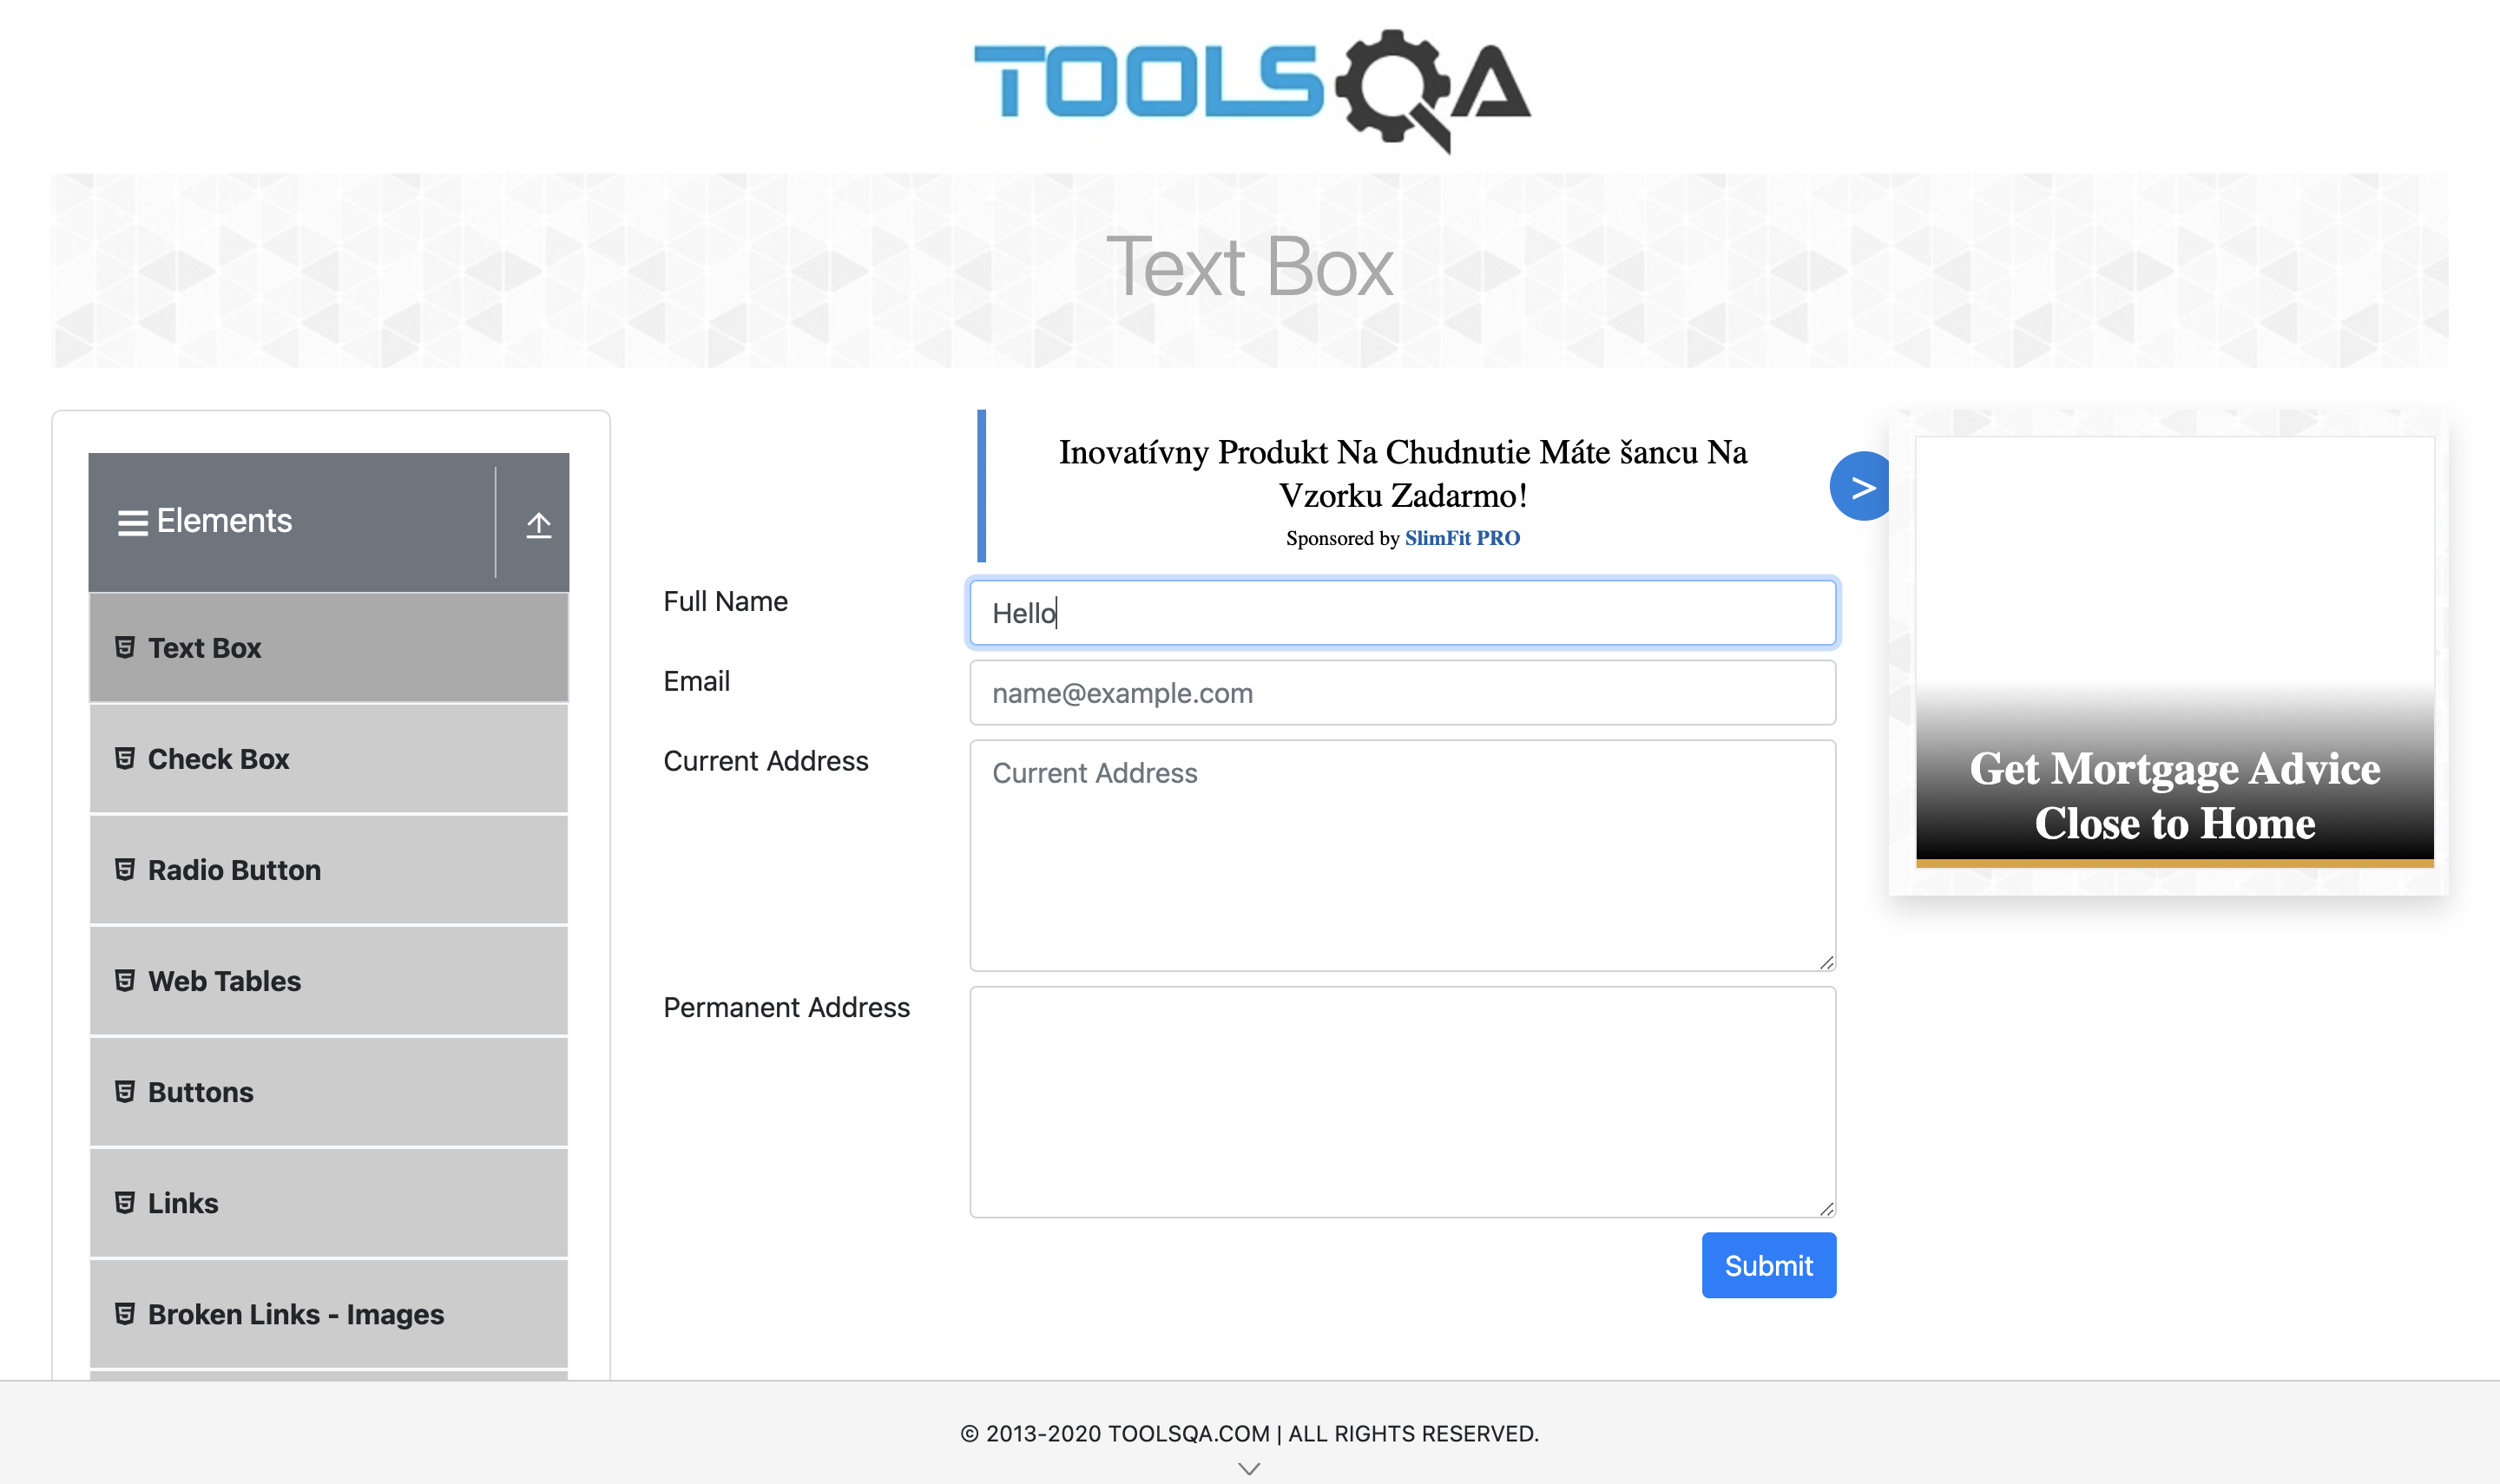 TOOLSQA
Text Box
Elements
Text Box
Check Box
Radio Button
Web Tables
Buttons
Links
Broken Links - Images
Inovatívny Produkt Na Chudnutie Máte šancu Na
Vzorku Zadarmo!
Sponsored by SlimFit PRO
>
Full Name
Hello
Email
name@example.com
Current Address
Current Address
Permanent Address
Submit
Get Mortgage Advice
Close to Home
© 2013-2020 TOOLSQA.COM | ALL RIGHTS RESERVED.